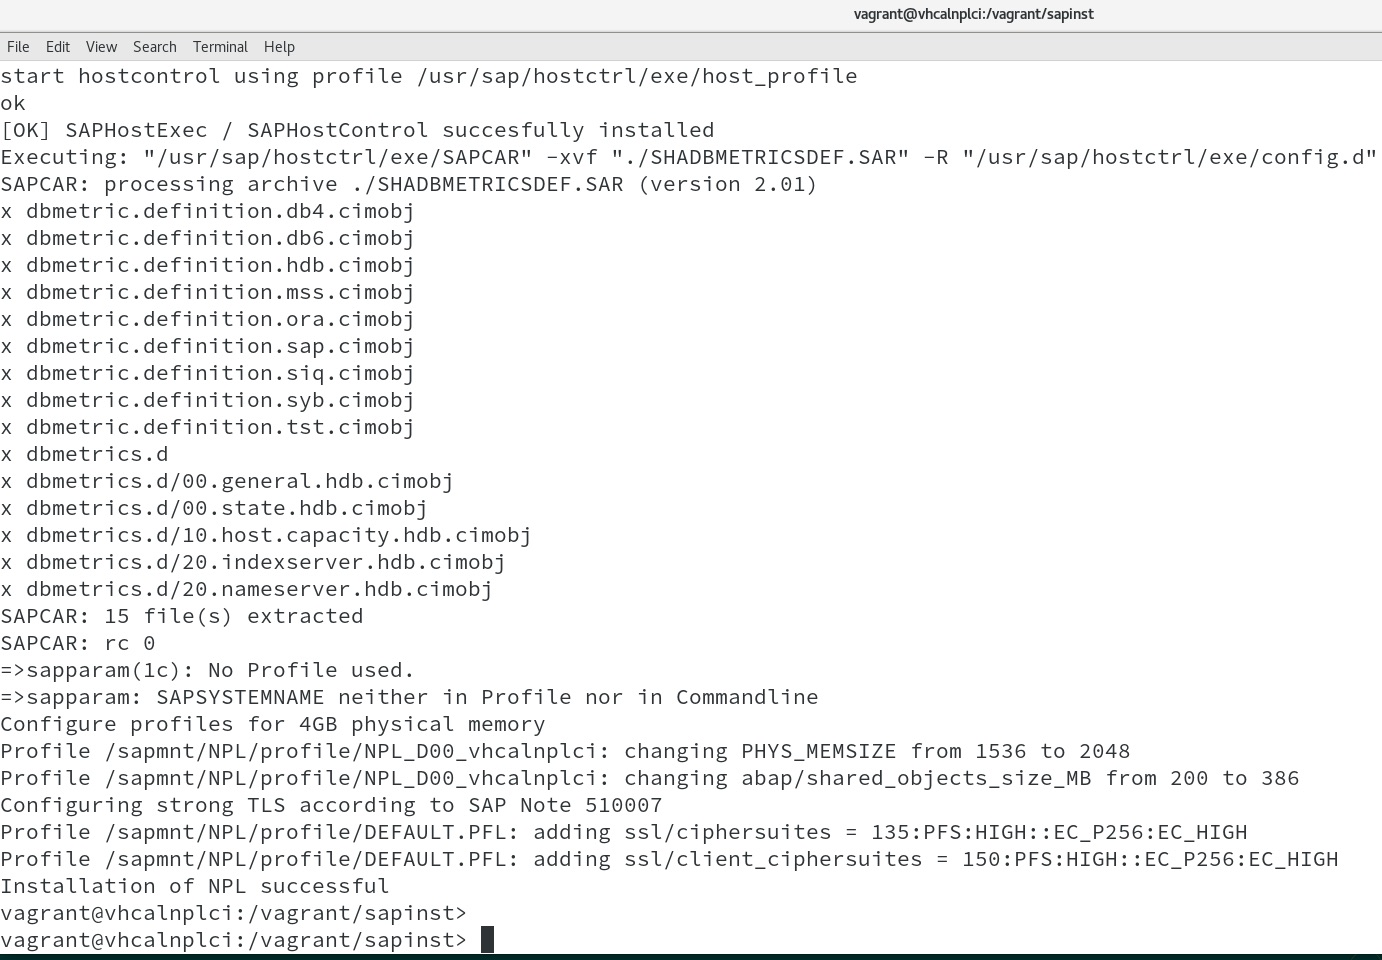 vagrant@vhcalnplci:/vagrant/sapinst
File Edit View Search Terminal Help
start hostcontrol using profile /usr/sap/hostctrl/exe/host_profile
ok
[OK] SAPHostExec / SAPHostControl succesfully installed
Executing: "/usr/sap/hostctrl/exe/SAPCAR" -xvf "./SHADBMETRICSDEF.SAR" -R "/usr/sap/hostctrl/exe/config.d"
SAPCAR: processing archive ./SHADBMETRICSDEF.SAR (version 2.01)
x dbmetric.definition.db4.cimobj
x dbmetric.definition.db6.cimobj
x dbmetric.definition.hdb.cimobj
x dbmetric.definition.mss.cimobj
x dbmetric.definition.ora.cimobj
x dbmetric.definition.sap.cimobj
x dbmetric.definition.siq.cimobj
x dbmetric.definition.syb.cimobj
x dbmetric.definition.tst.cimobj
x dbmetrics.d
x dbmetrics.d/00.general.hdb.cimobj
x dbmetrics.d/00.state.hdb.cimobj
x dbmetrics.d/10.host.capacity.hdb.cimobj
x dbmetrics.d/20.indexserver.hdb.cimobj
x dbmetrics.d/20.nameserver.hdb.cimobj
SAPCAR: 15 file(s) extracted
SAPCAR: rc 0
=>sapparam(1c): No Profile used.
=>sapparam: SAPSYSTEMNAME neither in Profile nor in Commandline
Configure profiles for 4GB physical memory
Profile /sapmnt/NPL/profile/NPL_D00_vhcalnplci: changing PHYS_MEMSIZE from 1536 to 2048
Profile /sapmnt/NPL/profile/NPL_D00_vhcalnplci: changing abap/shared_objects_size_MB from 200 to 386
Configuring strong TLS according to SAP Note 510007
Profile /sapmnt/NPL/profile/DEFAULT.PFL: adding ssl/ciphersuites = 135:PFS:HIGH::EC_P256:EC_HIGH
Profile /sapmnt/NPL/profile/DEFAULT.PFL: adding ssl/client_ciphersuites = 150:PFS:HIGH::EC_P256:EC_HIGH
Installation of NPL successful
vagrant@vhcalnplci:/vagrant/sapinst>
vagrant@vhcalnplci:/vagrant/sapinst>